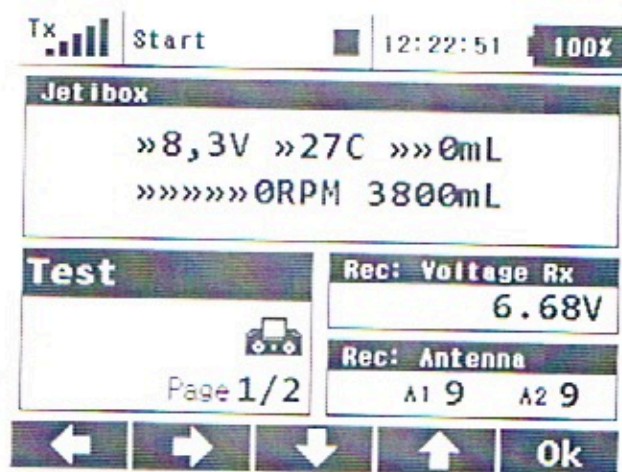 Tx Start 12:22:51 100%
Jetibox
»8,3V »27C »»0mL
»»»»»0RPM 3800mL
Test
Page 1/2
Rec: Voltage Rx
6.68V
Rec: Antenna
A1 9 A2 9
Ok